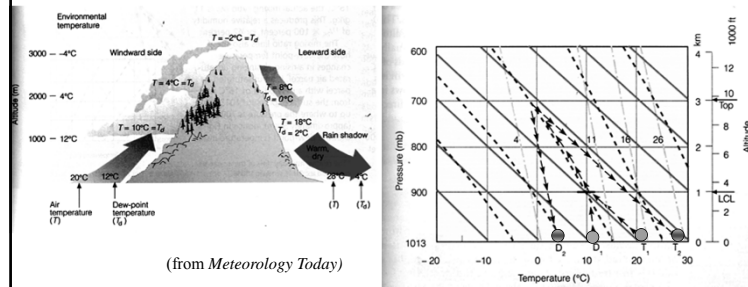 Environmental
temperature
T = -2°C = Td
3000 — -4°C
Windward side
Leeward side
T = 4°C = Td
T = 8°C
Td = 0°C
2000 — 4°C
Altitude (m)
T = 10°C = Td
T = 18°C
Td = 2°C
Rain shadow
1000 — 12°C
Warm,
dry
20°C
12°C
28°C
4°C
Air
temperature
(T)
Dew-point
temperature
(Td)
(T)
(Td)
(from Meteorology Today)
km
1000 ft
600
4
12
10
700
3
Top
4
11
16
26
8
Pressure (mb)
800
2
6
Altitude
4
900
1
LCL
2
1013
0
0
D2
D1
T1
T2
-20
-10
0
10
20
30
Temperature (°C)